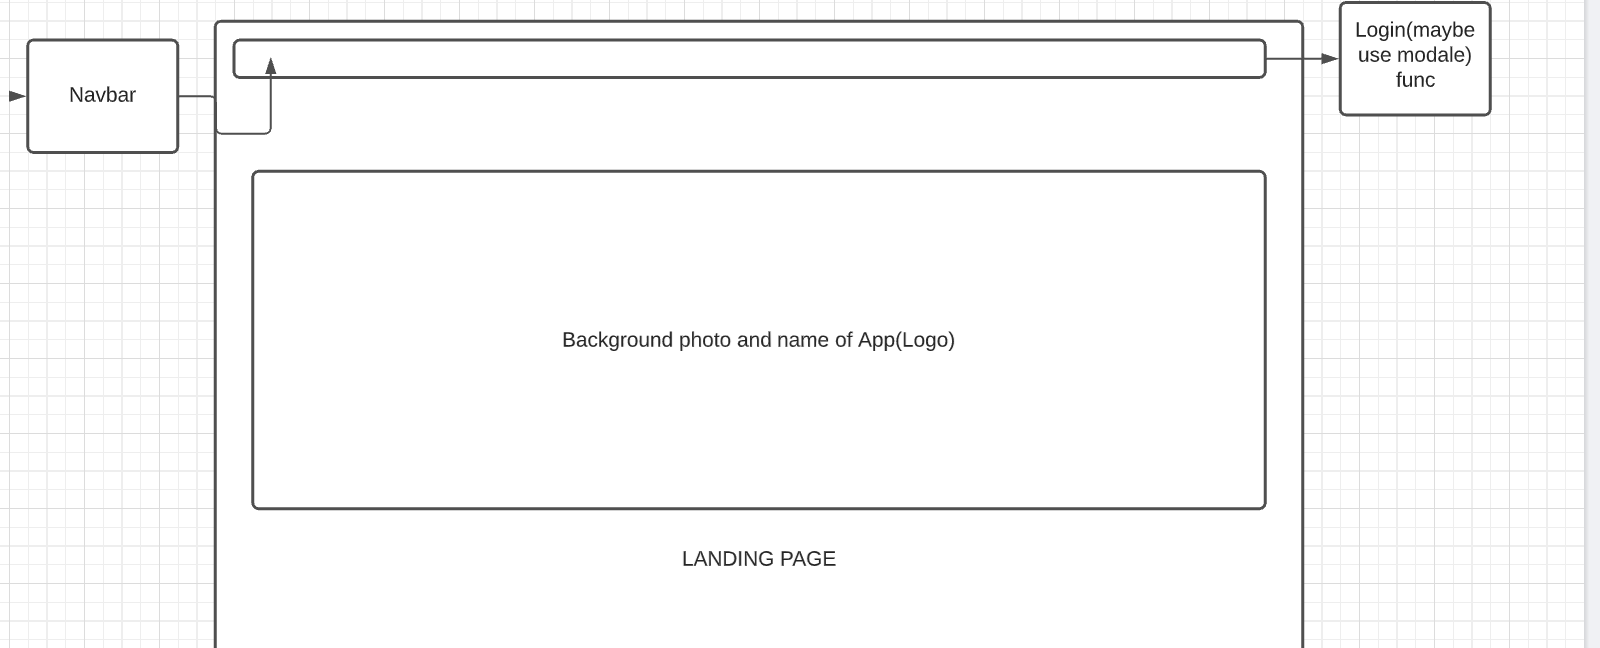 Navbar
Login(maybe
use modale)
func
Background photo and name of App(Logo)
LANDING PAGE